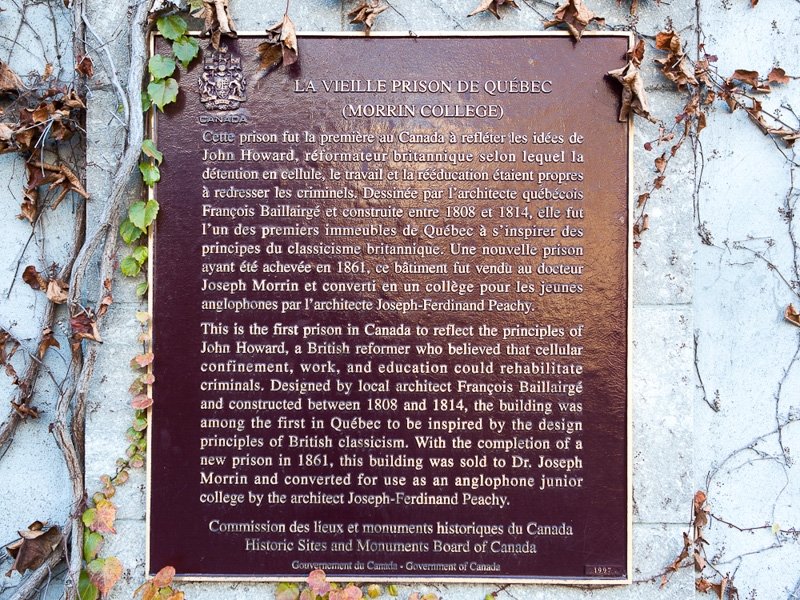 CANADA
LA VIEILLE PRISON DE QUÉBEC
(MORRIN COLLEGE)
Cette prison fut la première au Canada à refléter les idées de
John Howard, réformateur britannique selon lequel la
détention en cellule, le travail et la rééducation étaient propres
à redresser les criminels. Dessinée par l'architecte québécois
François Baillairgé et construite entre 1808 et 1814, elle fut
l'un des premiers immeubles de Québec à s'inspirer des
principes du classicisme britannique. Une nouvelle prison
ayant été achevée en 1861, ce bâtiment fut vendu au docteur
Joseph Morrin et converti en un collège pour les jeunes
anglophones par l'architecte Joseph-Ferdinand Peachy.
This is the first prison in Canada to reflect the principles of
John Howard, a British reformer who believed that cellular
confinement, work, and education could rehabilitate
criminals. Designed by local architect François Baillairgé
and constructed between 1808 and 1814, the building was
among the first in Québec to be inspired by the design
principles of British classicism. With the completion of a
new prison in 1861, this building was sold to Dr. Joseph
Morrin and converted for use as an anglophone junior
college by the architect Joseph-Ferdinand Peachy.
Commission des lieux et monuments historiques du Canada
Historic Sites and Monuments Board of Canada
Gouvernement du Canada - Government of Canada
1997